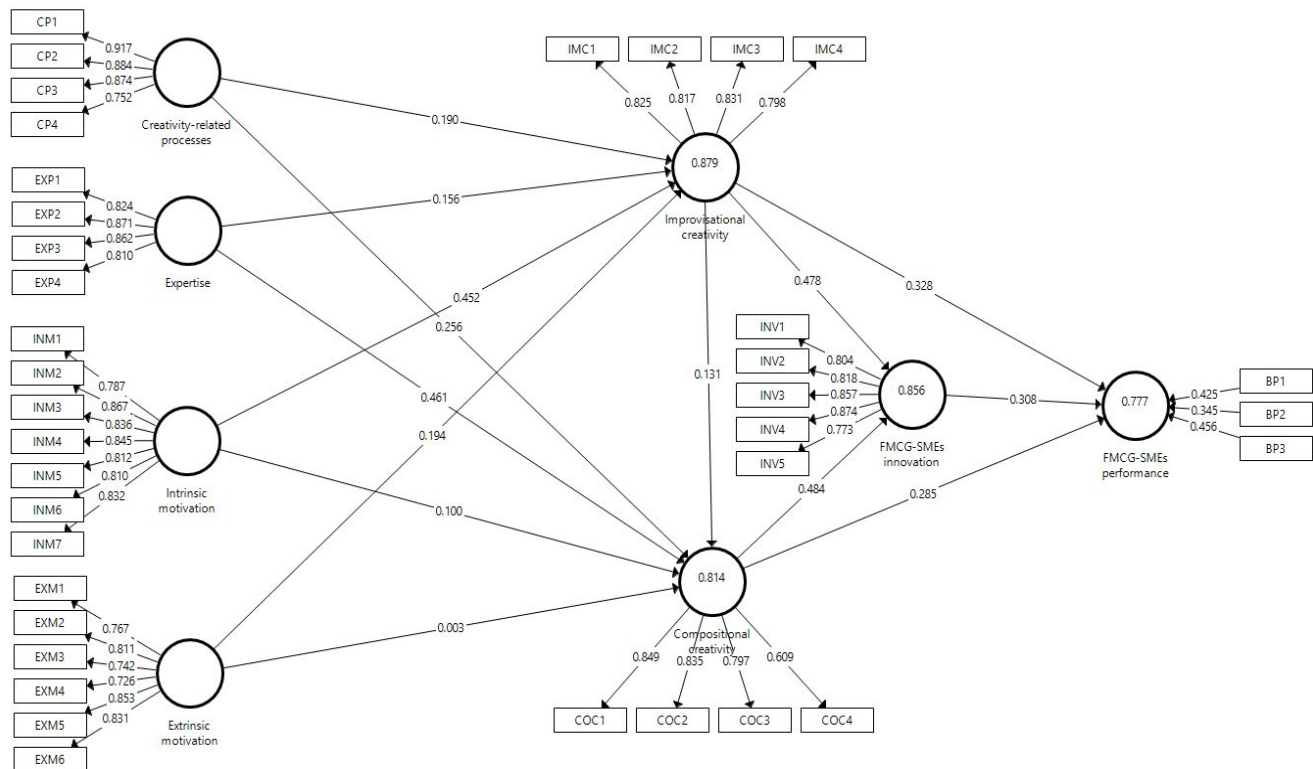 CP1
CP2
CP3
CP4
0.917
0.884
0.874
0.752
Creativity-related
processes
EXP1
EXP2
EXP3
EXP4
0.824
0.871
0.862
0.810
Expertise
INM1
INM2
INM3
INM4
INM5
INM6
INM7
0.787
0.867
0.836
0.845
0.812
0.810
0.832
Intrinsic
motivation
EXM1
EXM2
EXM3
EXM4
EXM5
EXM6
0.767
0.811
0.742
0.726
0.853
0.831
Extrinsic
motivation
0.190
0.156
0.452
0.256
0.461
0.194
0.100
0.003
IMC1
IMC2
IMC3
IMC4
0.825
0.817
0.831
0.798
0.879
Improvisational
creativity
0.131
0.478
0.328
INV1
INV2
INV3
INV4
INV5
0.804
0.818
0.857
0.874
0.773
0.856
FMCG-SMEs
innovation
0.308
0.484
0.285
0.777
FMCG-SMEs
performance
BP1
BP2
BP3
0.425
0.345
0.456
0.814
Compositional
creativity
0.849
0.835
0.797
0.609
COC1
COC2
COC3
COC4